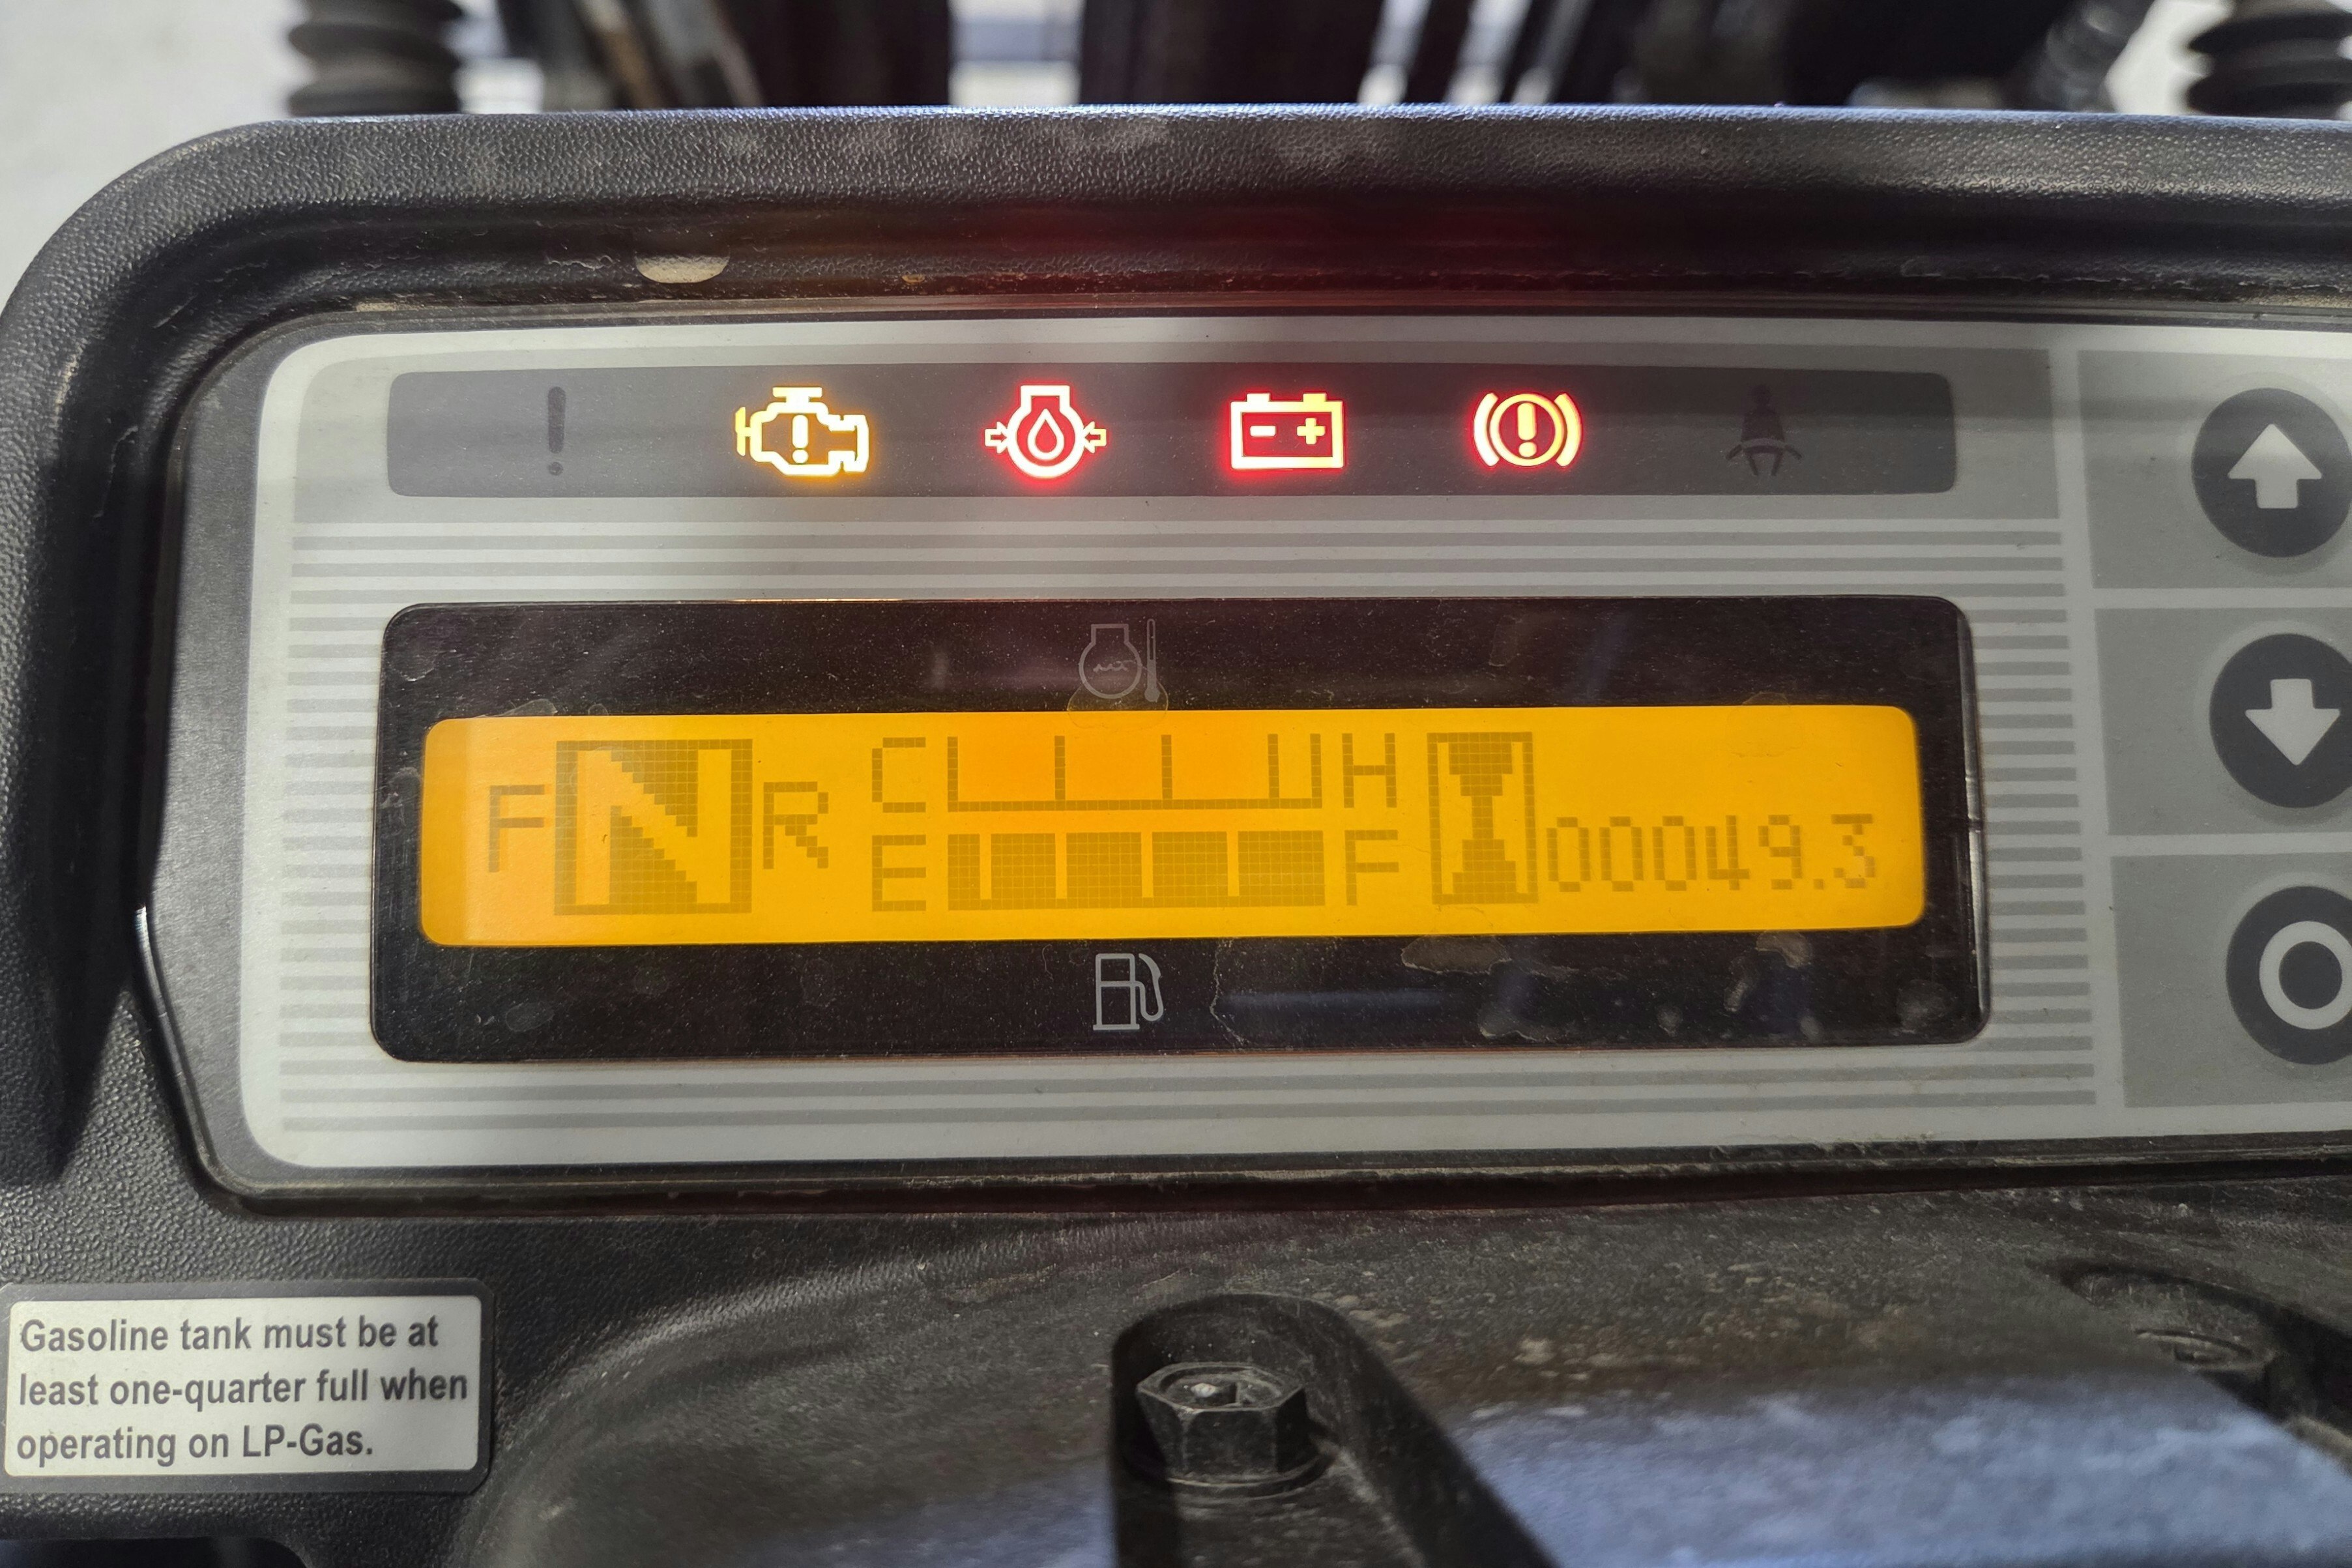 F N R C H 00049.3
E F
Gasoline tank must be at
least one-quarter full when
operating on LP-Gas.